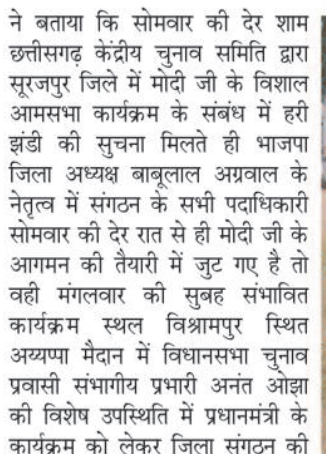 ने बताया कि सोमवार की देर शाम
छत्तीसगढ़ केंद्रीय चुनाव समिति द्वारा
सूरजपुर जिले में मोदी जी के विशाल
आमसभा कार्यक्रम के संबंध में हरी
झंडी की सुचना मिलते ही भाजपा
जिला अध्यक्ष बाबूलाल अग्रवाल के
नेतृत्व में संगठन के सभी पदाधिकारी
सोमवार की देर रात से ही मोदी जी के
आगमन की तैयारी में जुट गए है तो
वही मंगलवार की सुबह संभावित
कार्यक्रम स्थल विश्रामपुर स्थित
अय्यप्पा मैदान में विधानसभा चुनाव
प्रवासी संभागीय प्रभारी अनंत ओझा
की विशेष उपस्थिति में प्रधानमंत्री के
कार्यक्रम को लेकर जिला संगठन की